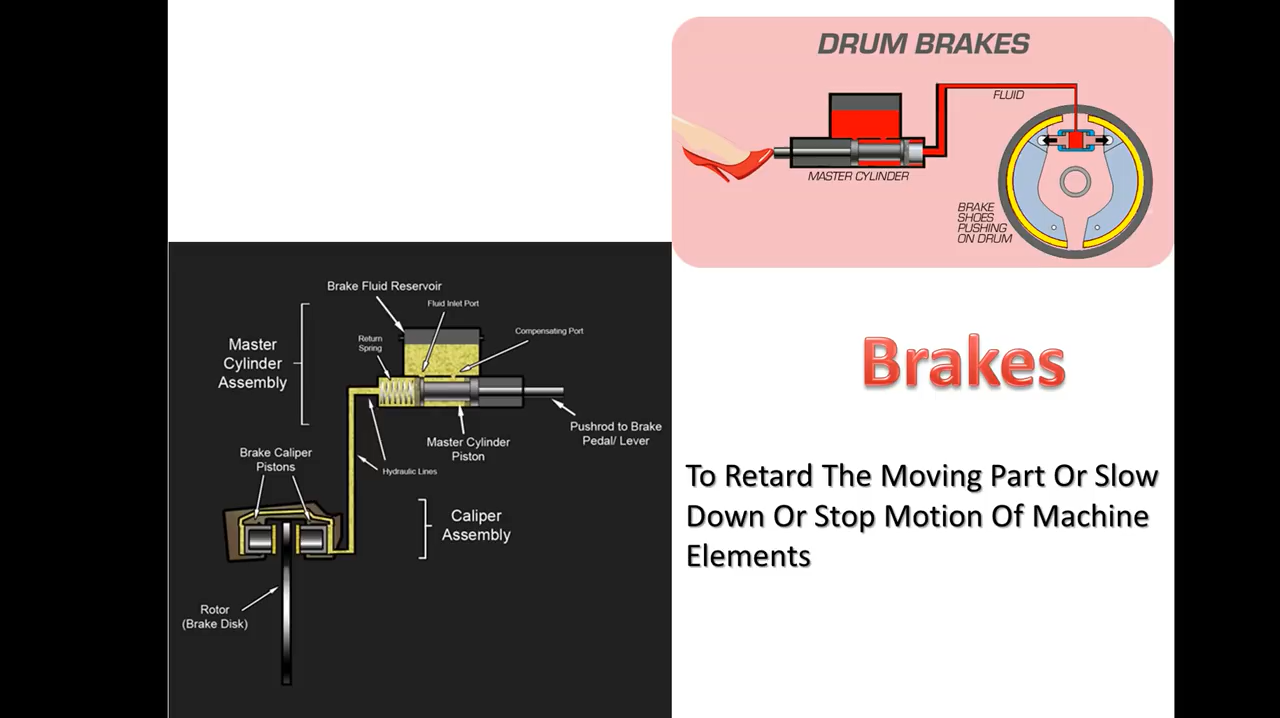 DRUM BRAKES
FLUID
MASTER CYLINDER
BRAKE
SHOES
PUSHING
ON DRUM
Brake Fluid Reservoir
Fluid Inlet Port
Compensating Port
Return
Spring
Master
Cylinder
Assembly
Pushrod to Brake
Pedal/ Lever
Master Cylinder
Piston
Brake Caliper
Pistons
Hydraulic Lines
Caliper
Assembly
Rotor
(Brake Disk)
Brakes
To Retard The Moving Part Or Slow
Down Or Stop Motion Of Machine
Elements